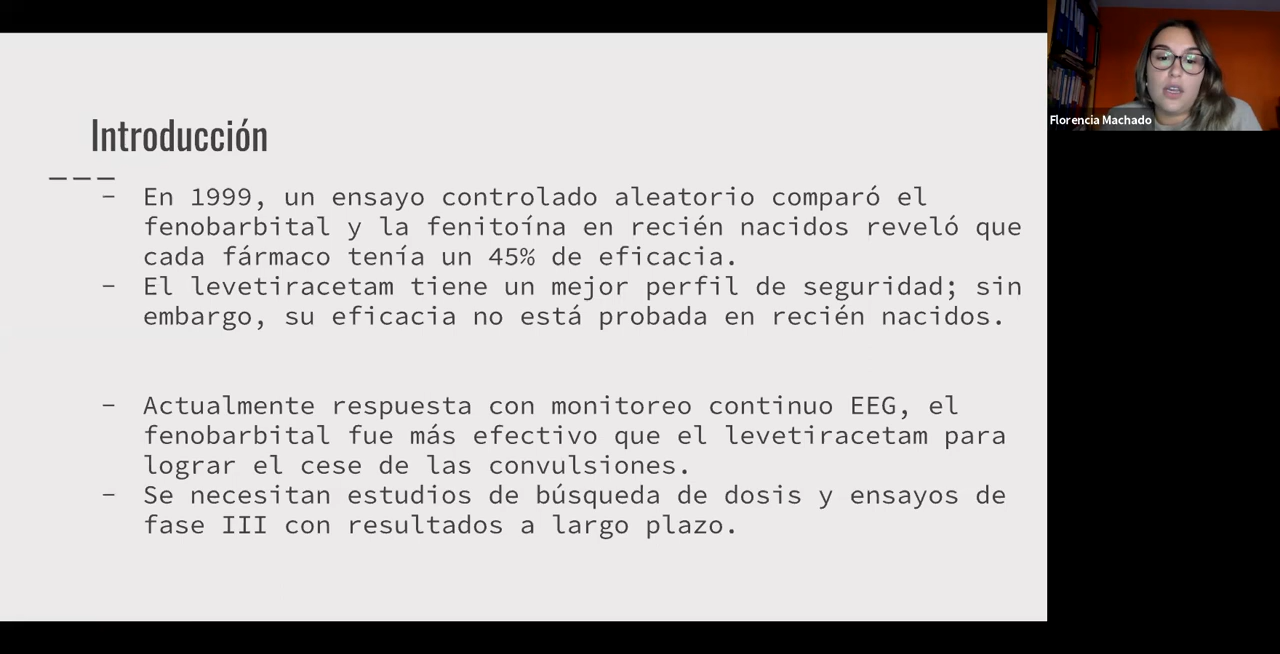 Introducción
- En 1999, un ensayo controlado aleatorio comparó el
fenobarbital y la fenitoína en recién nacidos reveló que
cada fármaco tenía un 45% de eficacia.
- El levetiracetam tiene un mejor perfil de seguridad; sin
embargo, su eficacia no está probada en recién nacidos.
- Actualmente respuesta con monitoreo continuo EEG, el
fenobarbital fue más efectivo que el levetiracetam para
lograr el cese de las convulsiones.
- Se necesitan estudios de búsqueda de dosis y ensayos de
fase III con resultados a largo plazo.
Florencia Machado